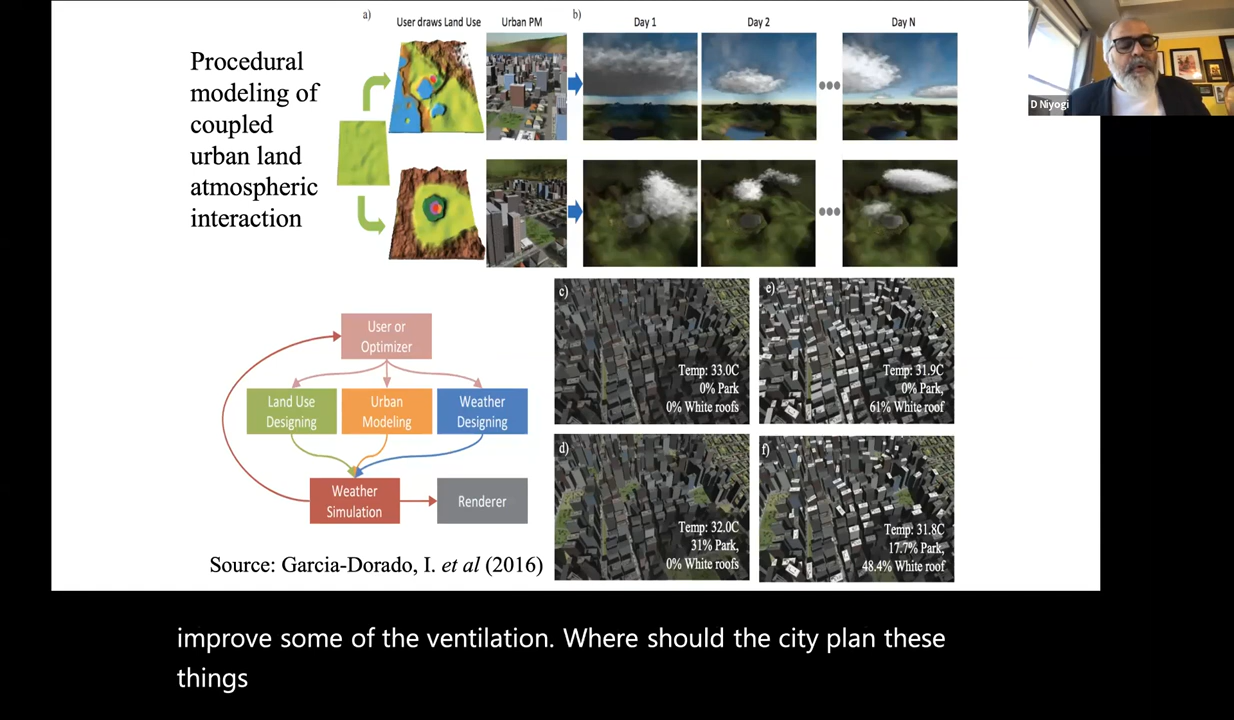 Procedural
modeling of
coupled
urban land
atmospheric
interaction
a)
User draws Land Use
Urban PM
b)
Day 1
Day 2
Day N
D Niyogi
User or
Optimizer
Land Use
Designing
Urban
Modeling
Weather
Designing
Weather
Simulation
Renderer
Source: Garcia-Dorado, I. et al (2016)
c)
Temp: 33.0C
0% Park
0% White roofs
e)
Temp: 31.9C
0% Park,
61% White roof
d)
Temp: 32.0C
31% Park,
0% White roofs
f)
Temp: 31.8C
17.7% Park,
48.4% White roof
improve some of the ventilation. Where should the city plan these
things